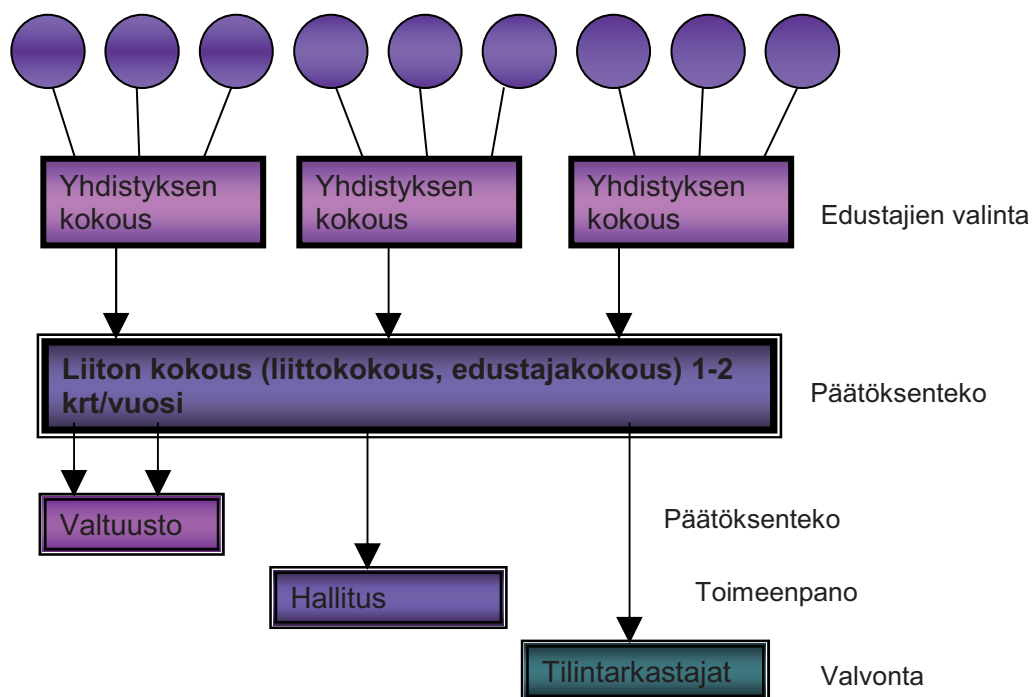 Yhdistyksen
kokous
Yhdistyksen
kokous
Yhdistyksen
kokous
Edustajien valinta
Liiton kokous (liittokokous, edustajakokous) 1-2
krt/vuosi
Päätöksenteko
Valtuusto
Päätöksenteko
Hallitus
Toimeenpano
Tilintarkastajat
Valvonta